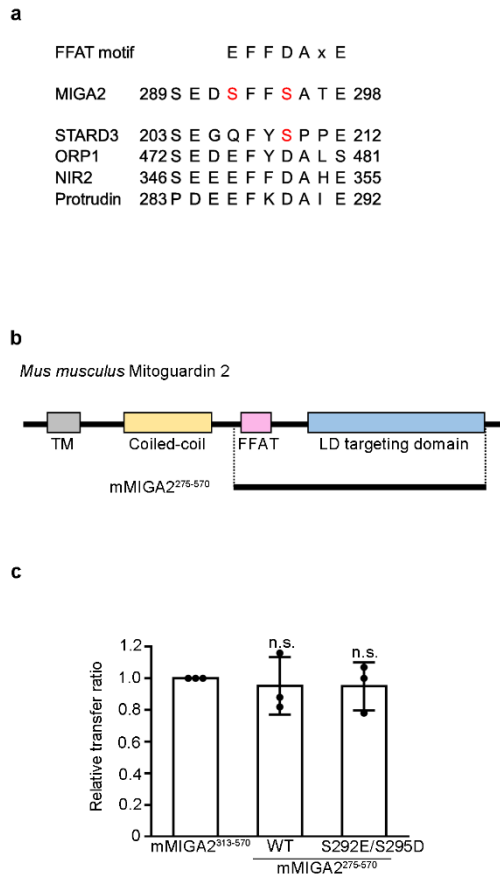 a
FFAT motif E F F D A x E
MIGA2 289 S E D S F F S A T E 298
STARD3 203 S E G Q F Y S P P E 212
ORP1 472 S E D E F Y D A L S 481
NIR2 346 S E E E F F D A H E 355
Protrudin 283 P D E E F K D A I E 292
b
Mus musculus Mitoguardin 2
TM Coiled-coil FFAT LD targeting domain
mMIGA2275-570
c
Relative transfer ratio
1.2
1.0
0.8
0.6
0.4
0.2
0
n.s. n.s.
mMIGA2313-570 WT S292E/S295D
mMIGA2275-570